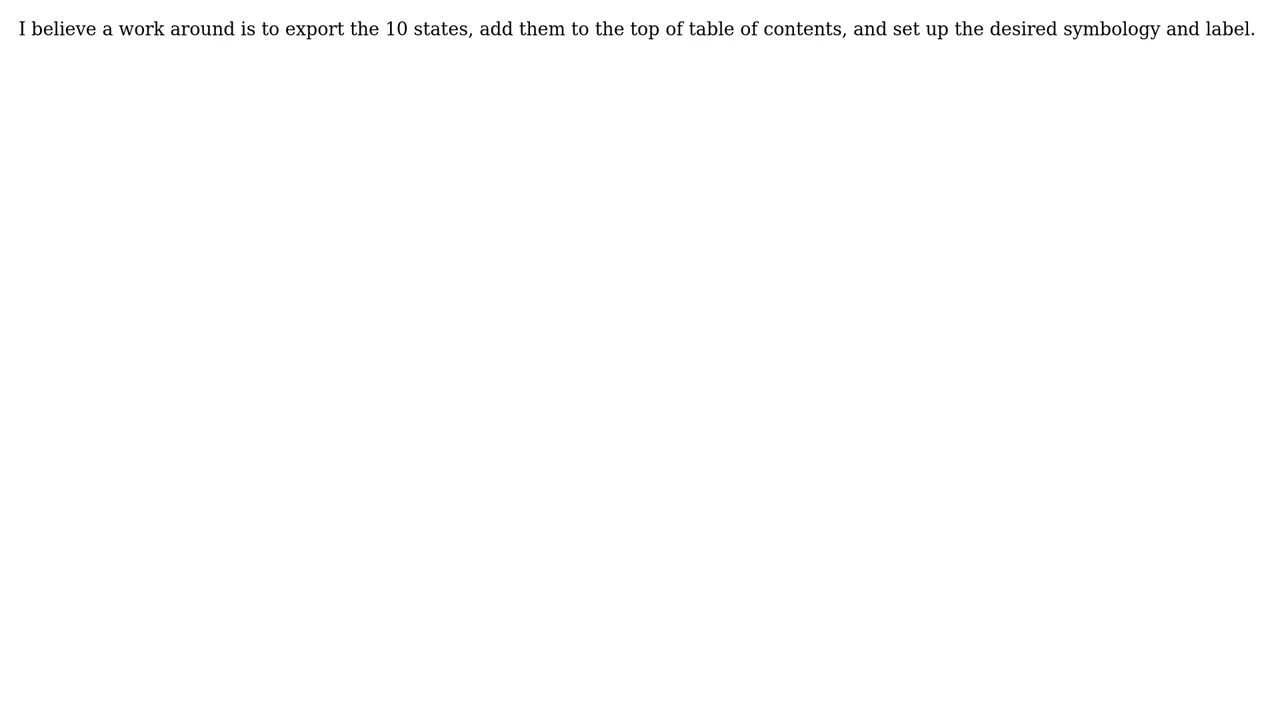 I believe a work around is to export the 10 states, add them to the top of table of contents, and set up the desired symbology and label.